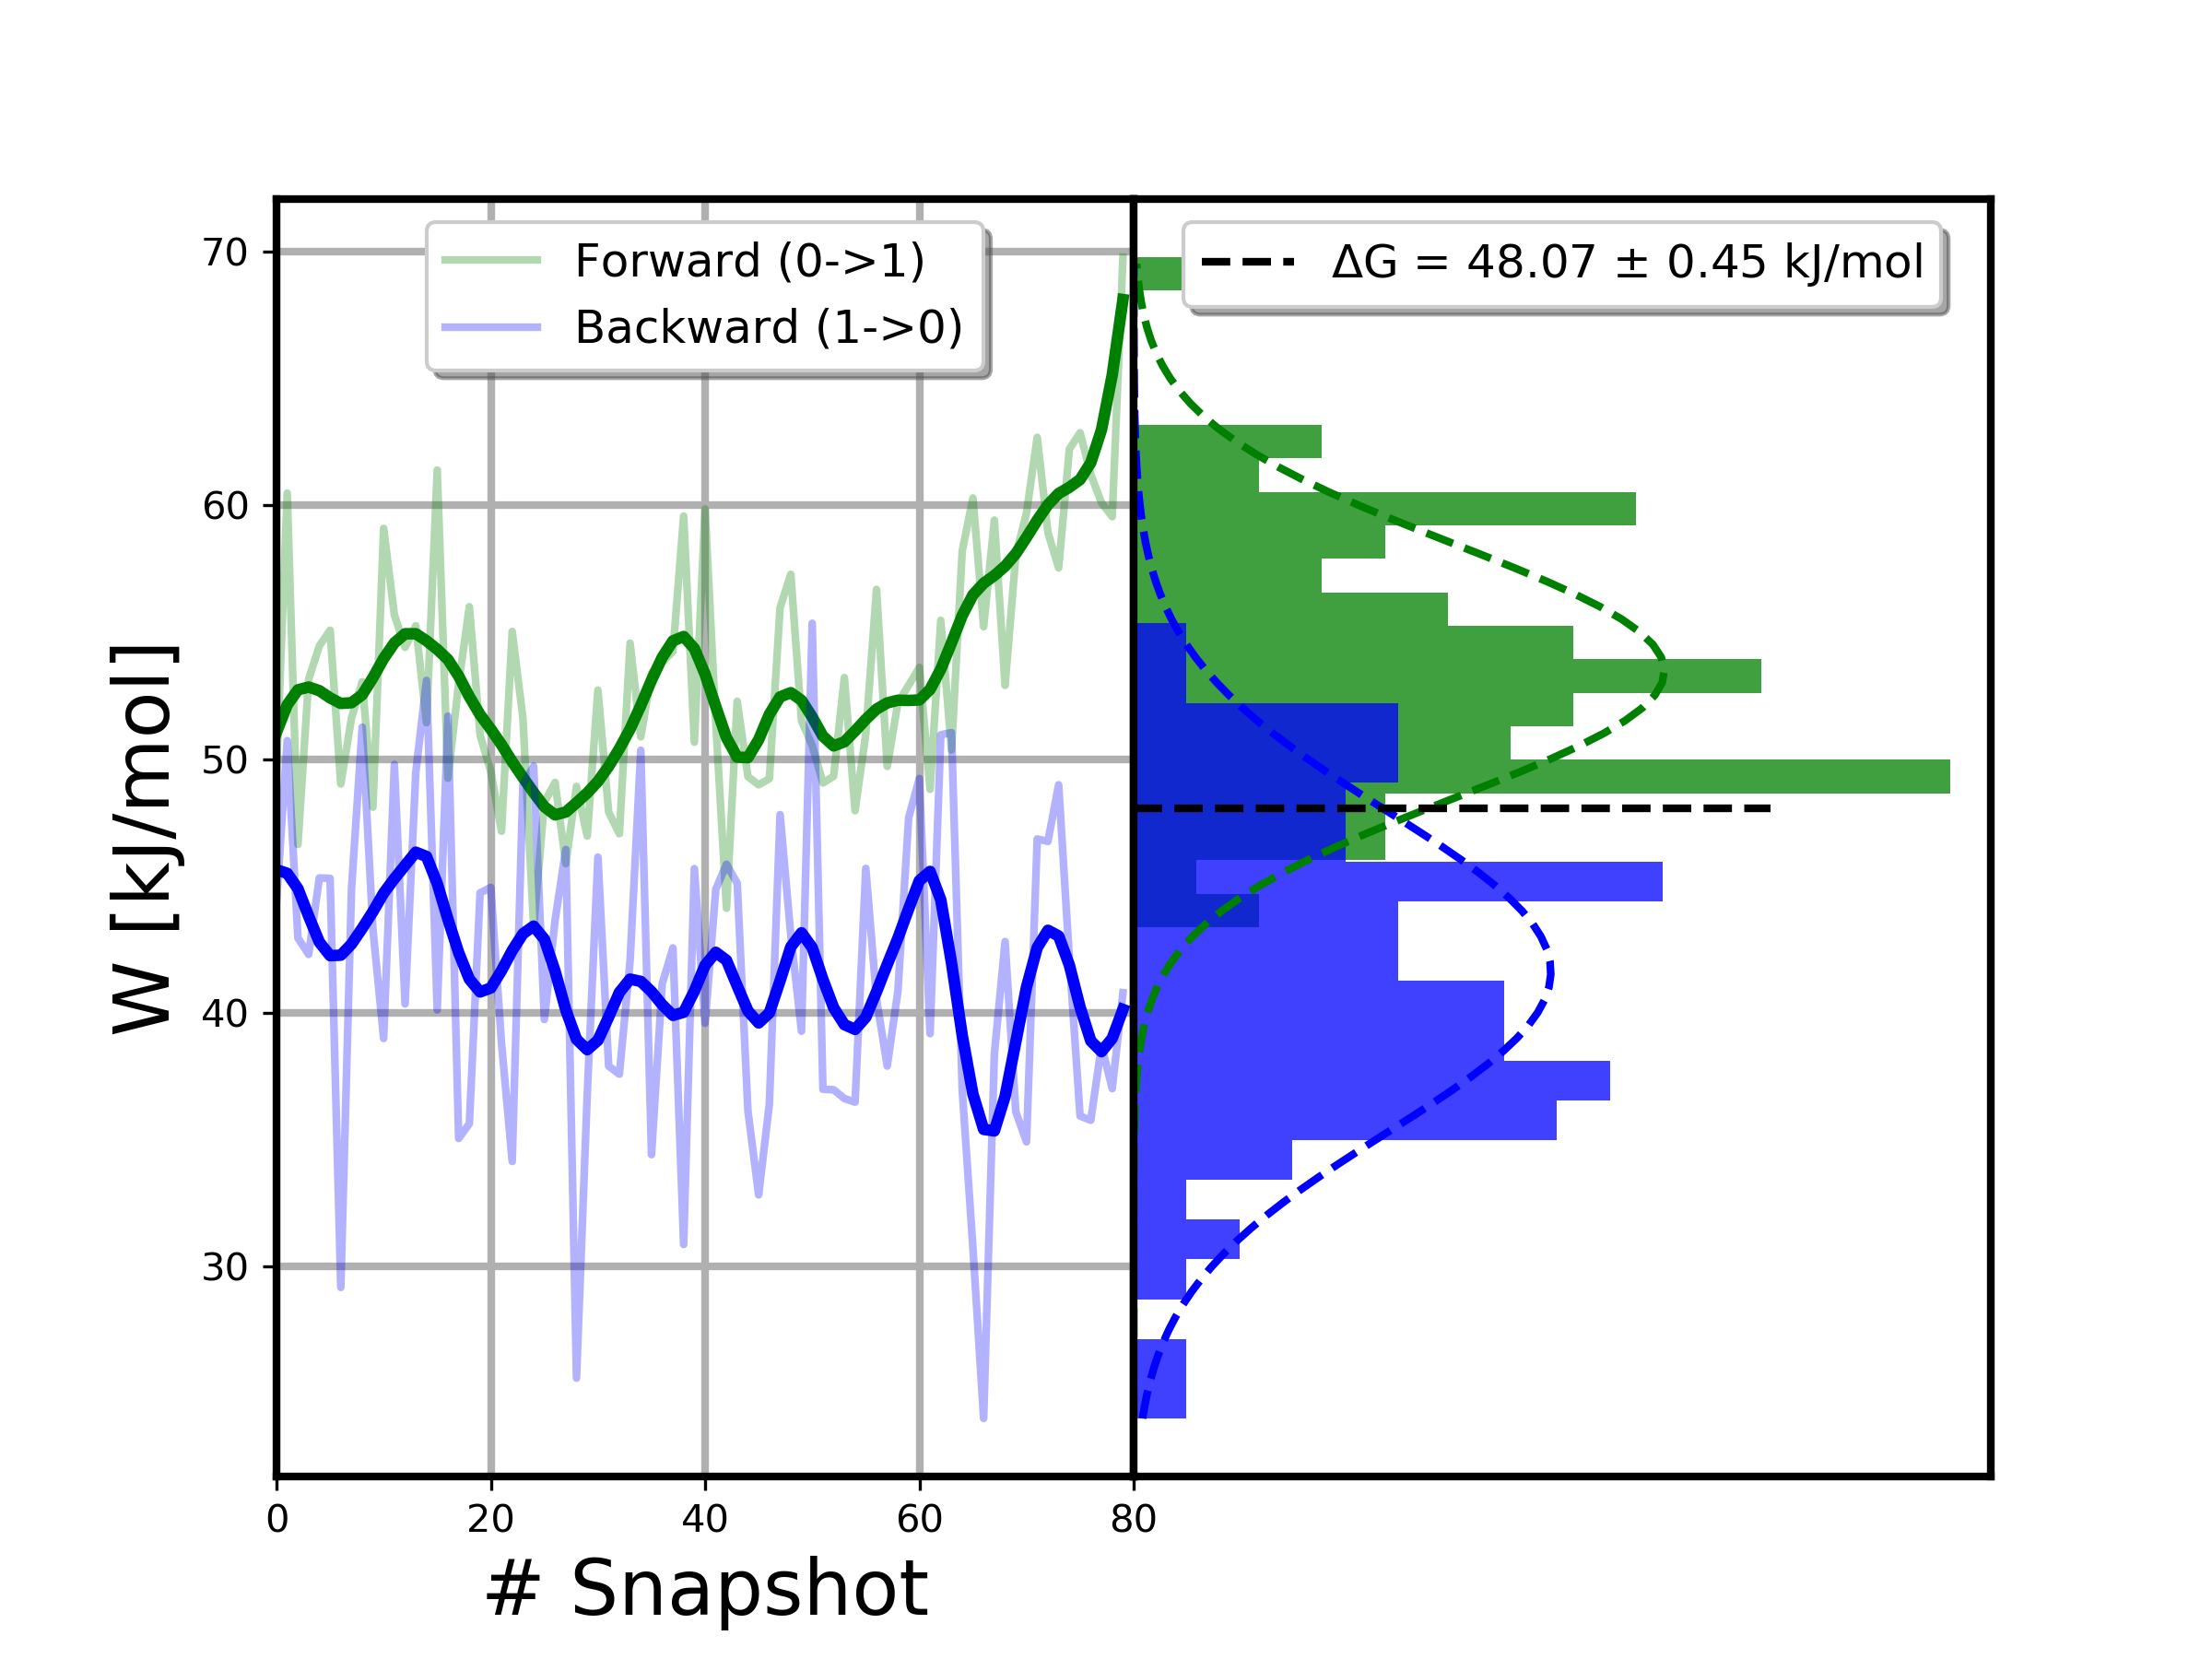 Forward (0->1)
Backward (1->0)
ΔG = 48.07 ± 0.45 kJ/mol
W [kJ/mol]
70
60
50
40
30
0
20
40
60
80
# Snapshot